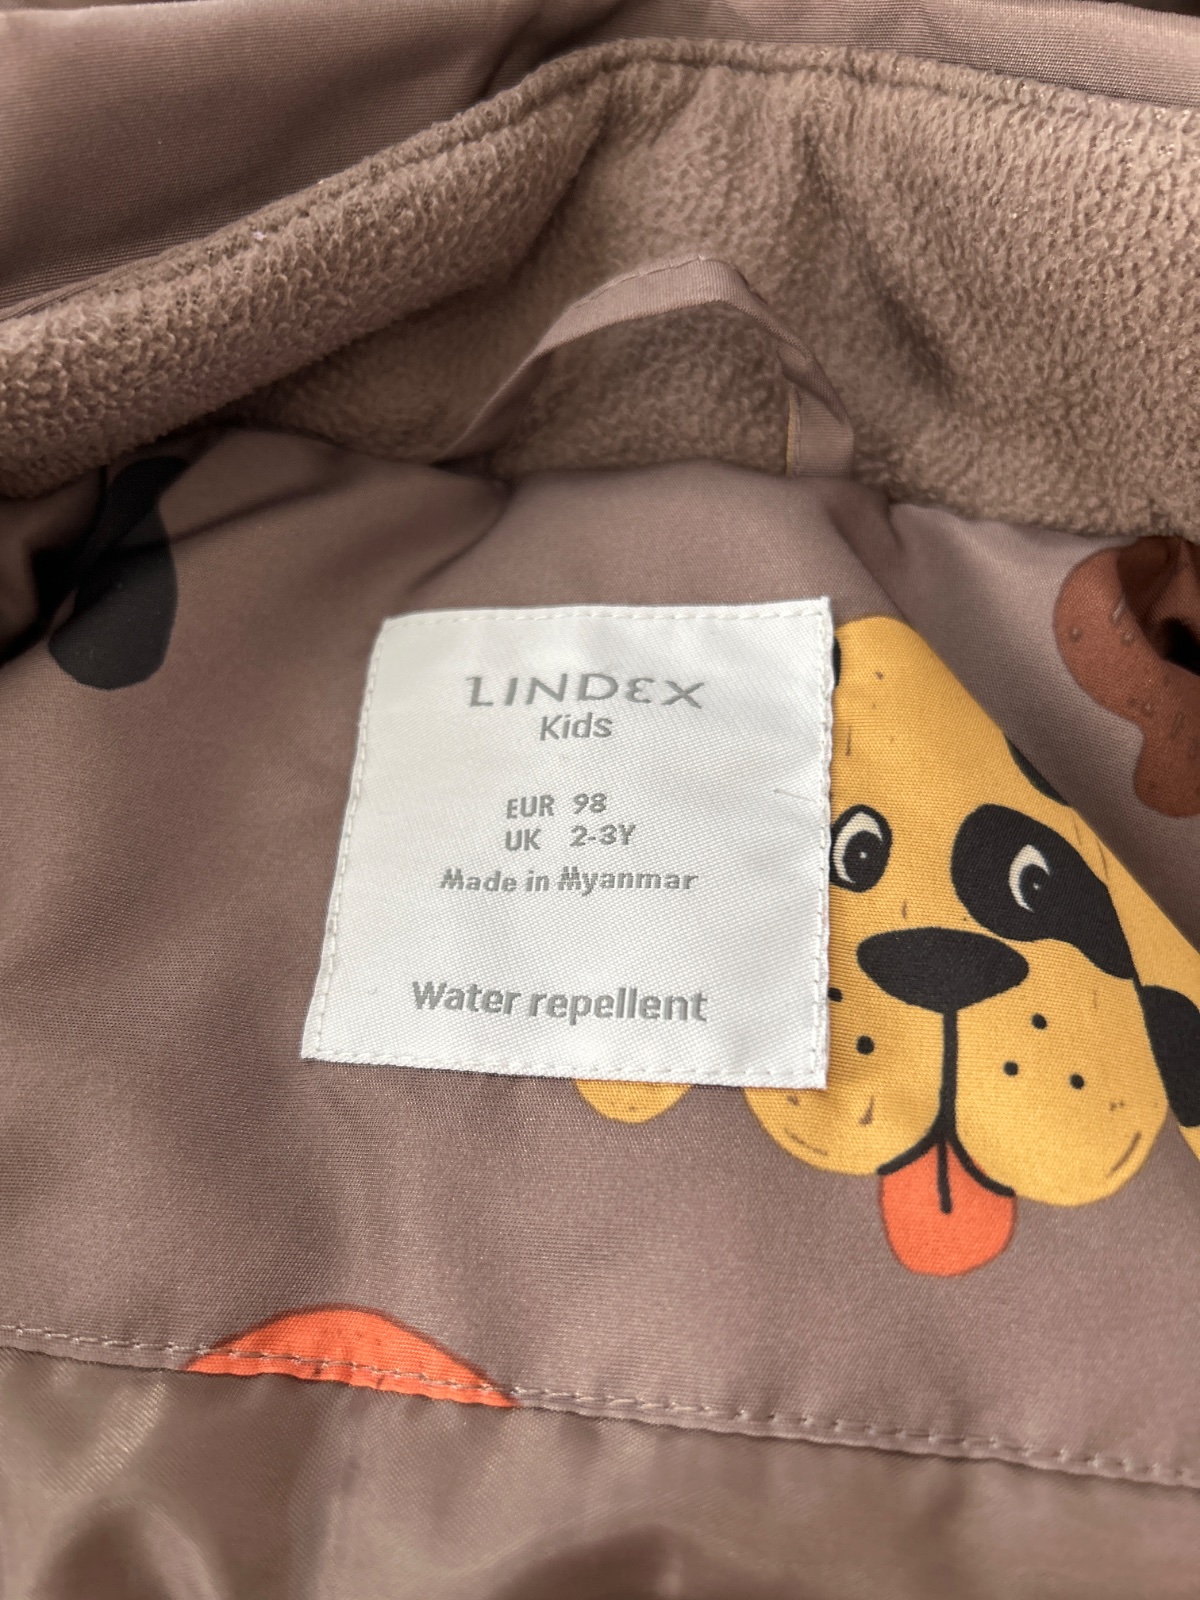 LINDEX
Kids
EUR 98
UK 2-3Y
Made in Myanmar
Water repellent